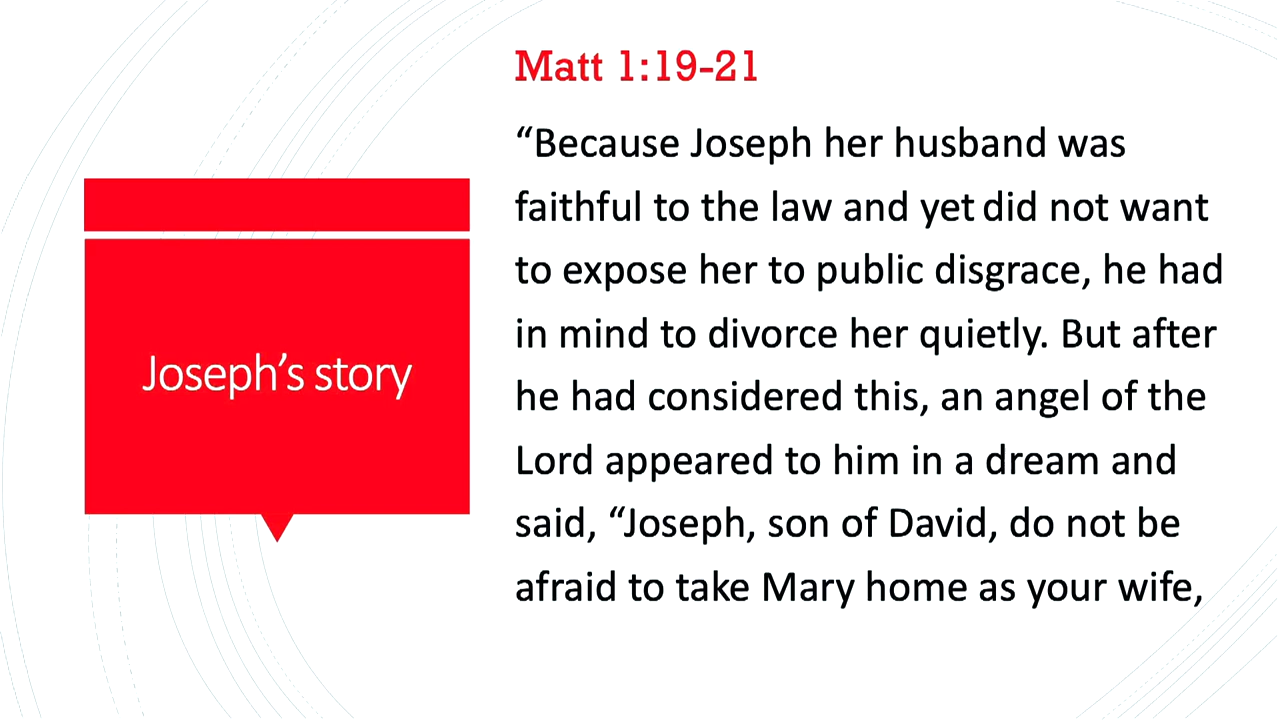 Matt 1:19-21
“Because Joseph her husband was
faithful to the law and yet did not want
to expose her to public disgrace, he had
in mind to divorce her quietly. But after
he had considered this, an angel of the
Lord appeared to him in a dream and
said, “Joseph, son of David, do not be
afraid to take Mary home as your wife,
Joseph’s story